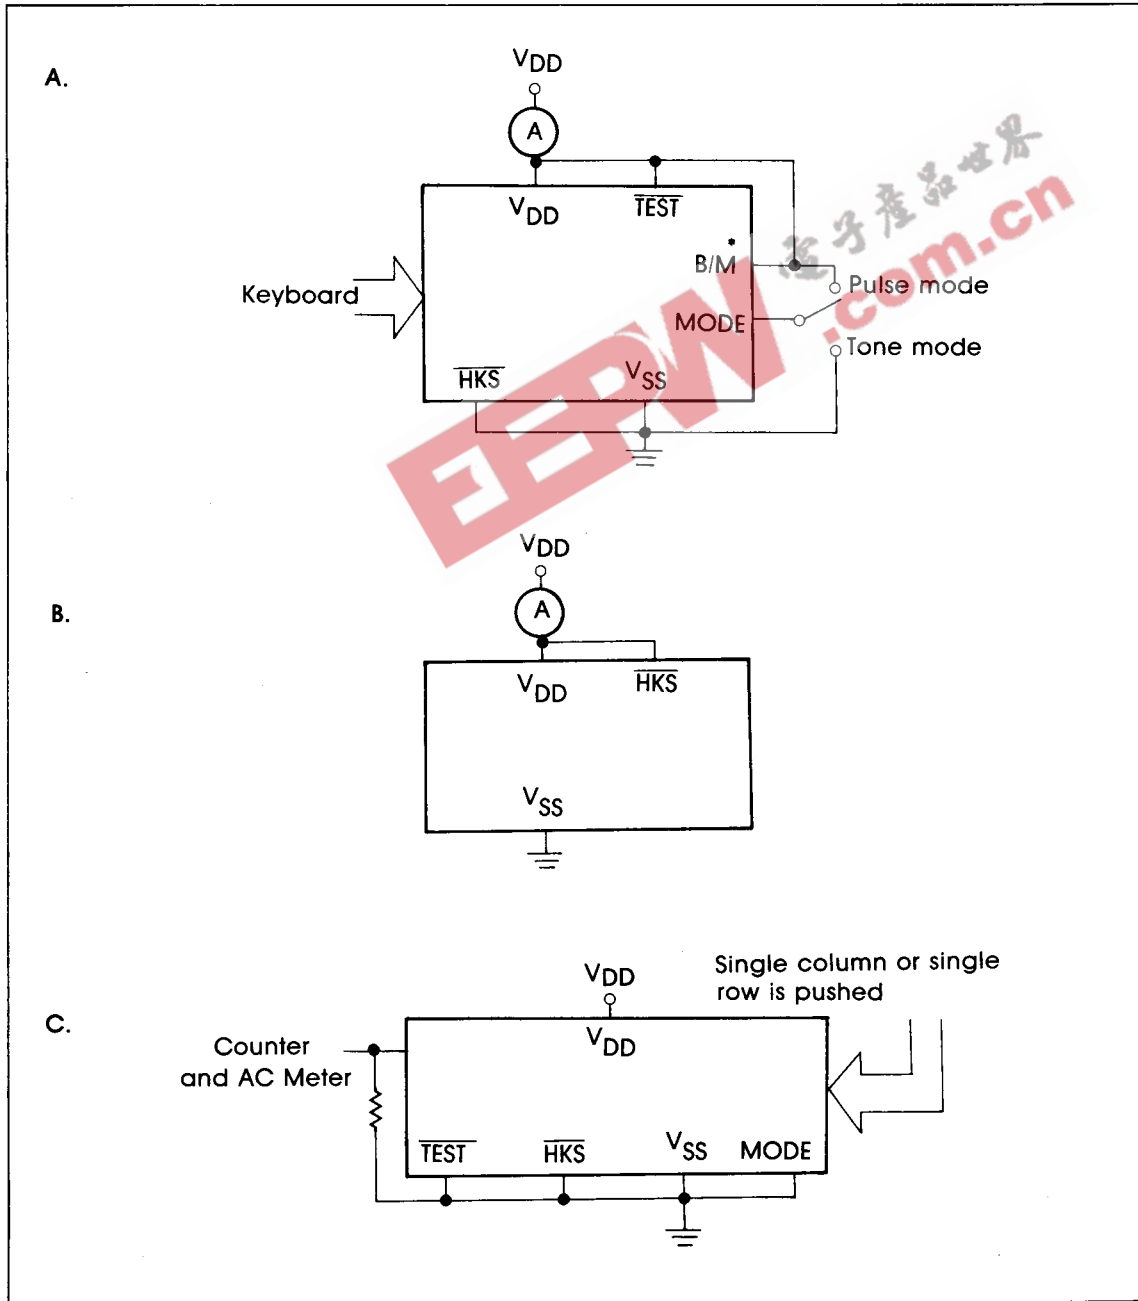 A.
VDD
A
VDD
TEST
B/M*
Keyboard
Pulse mode
MODE
Tone mode
HKS
VSS
電子產品世界
EEPW.com.cn
B.
VDD
A
VDD
HKS
VSS
C.
VDD
Single column or single
row is pushed
VDD
Counter
and AC Meter
TEST
HKS
VSS
MODE